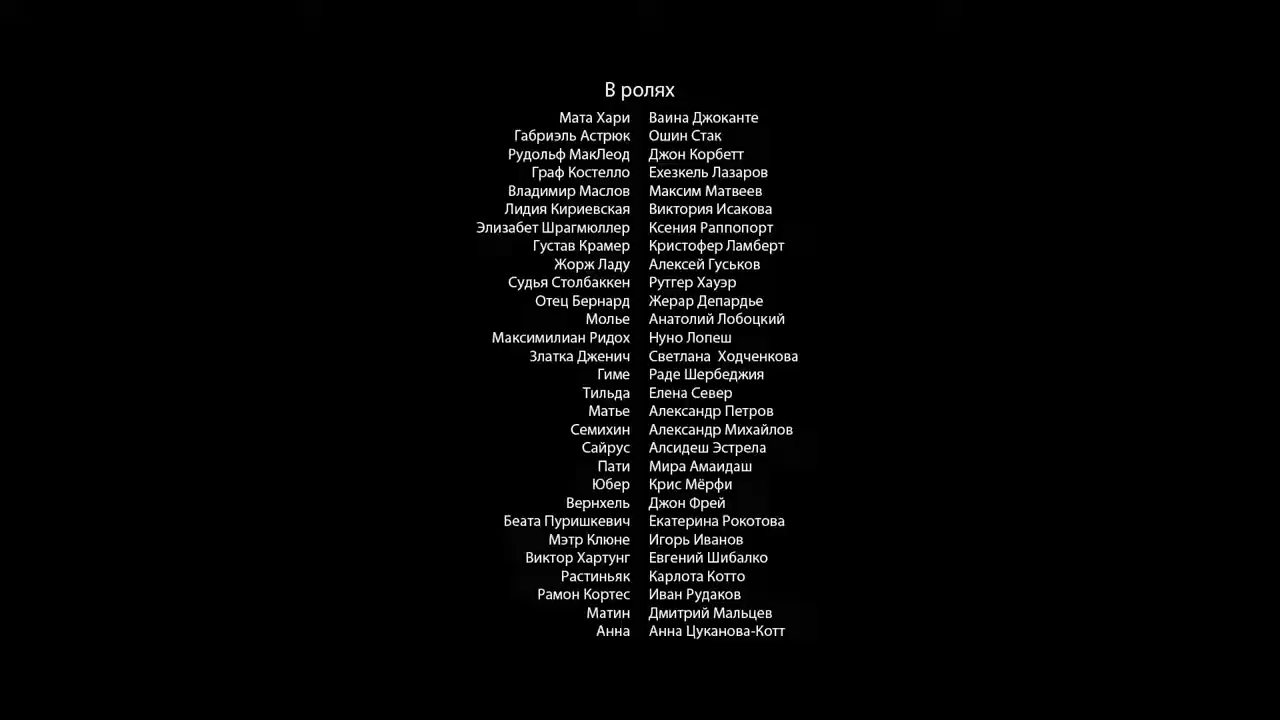 В ролях
Мата Хари Ваина Джоканте
Габриэль Астрюк Ошин Стак
Рудольф МакЛеод Джон Корбетт
Граф Костелло Ехезкель Лазаров
Владимир Маслов Максим Матвеев
Лидия Кириевская Виктория Исакова
Элизабет Шрагмюллер Ксения Раппопорт
Густав Крамер Кристофер Ламберт
Жорж Ладу Алексей Гуськов
Судья Столбаккен Рутгер Хауэр
Отец Бернард Жерар Депардье
Молье Анатолий Лобоцкий
Максимилиан Ридох Нуно Лопеш
Златка Дженич Светлана Ходченкова
Гиме Раде Шербеджия
Тильда Елена Север
Матье Александр Петров
Семихин Александр Михайлов
Сайрус Алсидеш Эстрела
Пати Мира Амаидаш
Юбер Крис Мёрфи
Вернхель Джон Фрей
Беата Пуришкевич Екатерина Рокотова
Мэтр Клюне Игорь Иванов
Виктор Хартунг Евгений Шибалко
Растиньяк Карлота Котто
Рамон Кортес Иван Рудаков
Матин Дмитрий Мальцев
Анна Анна Цуканова-Котт